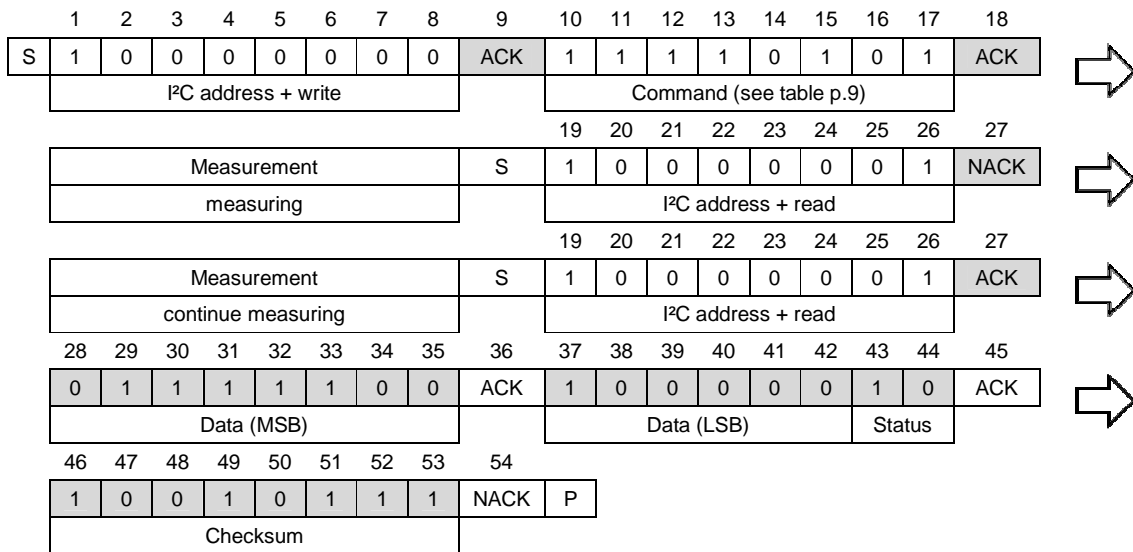 1 2 3 4 5 6 7 8 9 10 11 12 13 14 15 16 17 18
S 1 0 0 0 0 0 0 0 ACK 1 1 1 1 0 1 0 1 ACK
I²C address + write Command (see table p.9)
19 20 21 22 23 24 25 26 27
Measurement S 1 0 0 0 0 0 0 1 NACK
measuring I²C address + read
19 20 21 22 23 24 25 26 27
Measurement S 1 0 0 0 0 0 0 1 ACK
continue measuring I²C address + read
28 29 30 31 32 33 34 35 36 37 38 39 40 41 42 43 44 45
0 1 1 1 1 1 0 0 ACK 1 0 0 0 0 0 1 0 ACK
Data (MSB) Data (LSB) Status
46 47 48 49 50 51 52 53 54
1 0 0 1 0 1 1 1 NACK P
Checksum